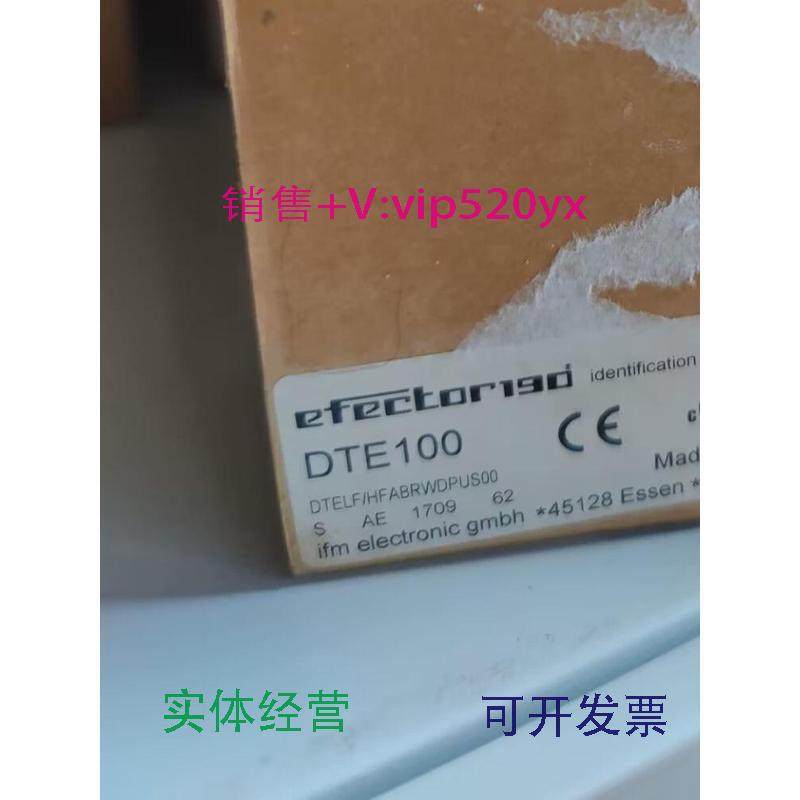 销售+V:vip520yx
efector190 identification
DTE100
CE
DTELF/HFABRWDPUS00
S AE 1709 62
ifm electronic gmbh *45128 Essen *
实体经营
可开发票